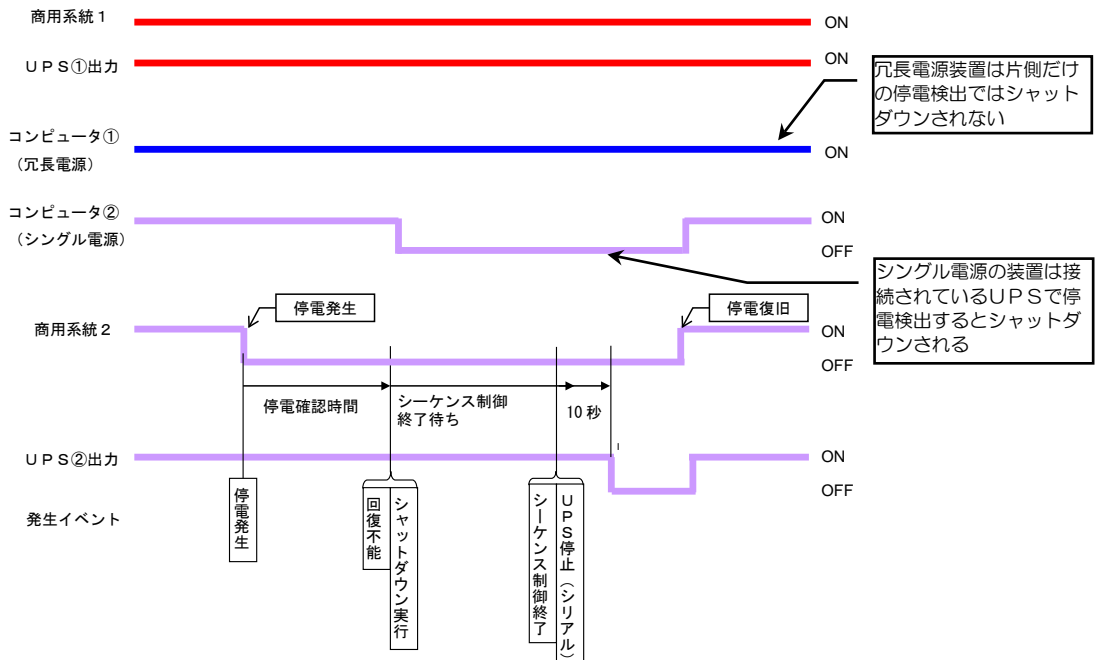 商用系統1
ON
UPS①出力
ON
冗長電源装置は片側だけ
の停電検出ではシャット
ダウンされない
コンピュータ①
(冗長電源)
ON
コンピュータ②
(シングル電源)
ON
OFF
シングル電源の装置は接
続されているUPSで停
電検出するとシャットダ
ウンされる
停電発生
停電復旧
商用系統2
ON
OFF
停電確認時間
シーケンス制御
終了待ち
10秒
UPS②出力
ON
OFF
発生イベント
停電発生
回復不能
シャットダウン実行
シーケンス制御終了
UPS停止(シリアル)